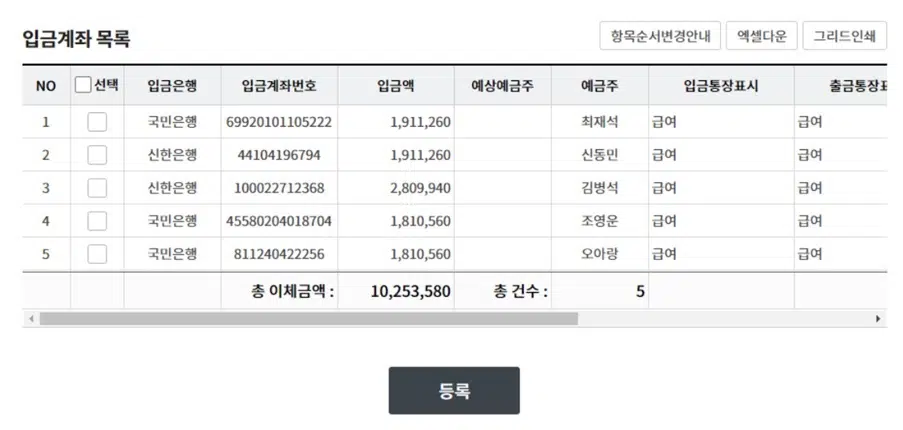 입금계좌 목록
항목순서변경안내 엑셀다운 그리드인쇄
NO 선택 입금은행 입금계좌번호 입금액 예상예금주 예금주 입금통장표시 출금통장표
1 국민은행 69920101105222 1,911,260 최재석 급여 급여
2 신한은행 44104196794 1,911,260 신동민 급여 급여
3 신한은행 100022712368 2,809,940 김병석 급여 급여
4 국민은행 45580204018704 1,810,560 조영운 급여 급여
5 국민은행 811240422256 1,810,560 오아랑 급여 급여
총 이체금액 : 10,253,580 총 건수 : 5
등록